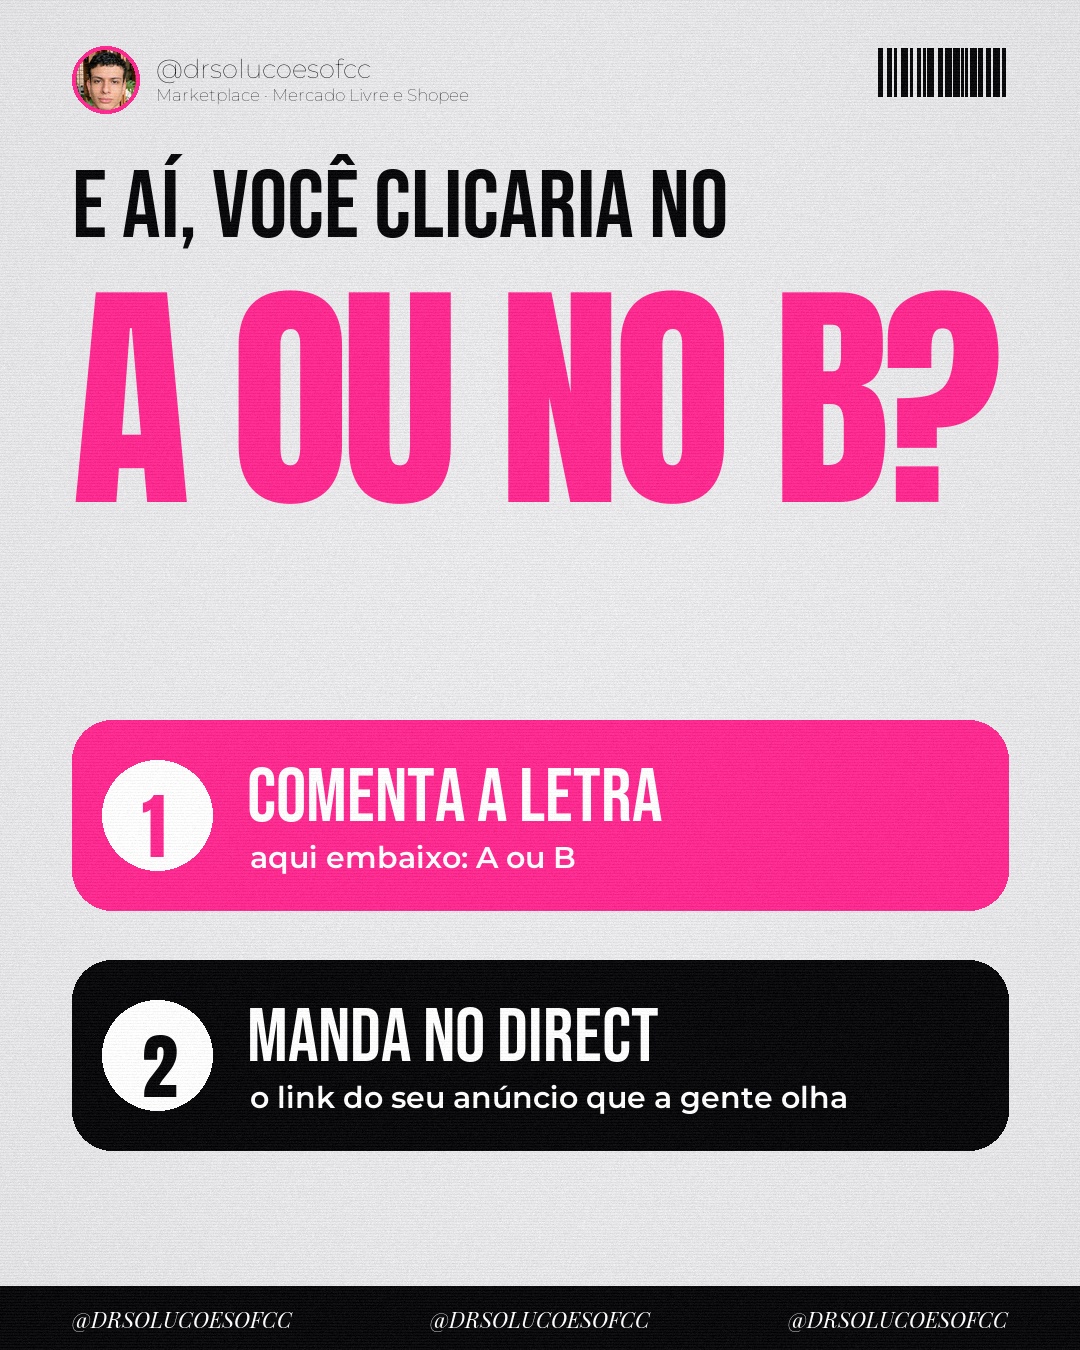 @drsolucoesofcc
Marketplace · Mercado Livre e Shopee
E AÍ, VOCÊ CLICARIA NO
A OU NO B?
1
COMENTA A LETRA
aqui embaixo: A ou B
2
MANDA NO DIRECT
o link do seu anúncio que a gente olha
@DRSOLUCOESOFCC @DRSOLUCOESOFCC @DRSOLUCOESOFCC